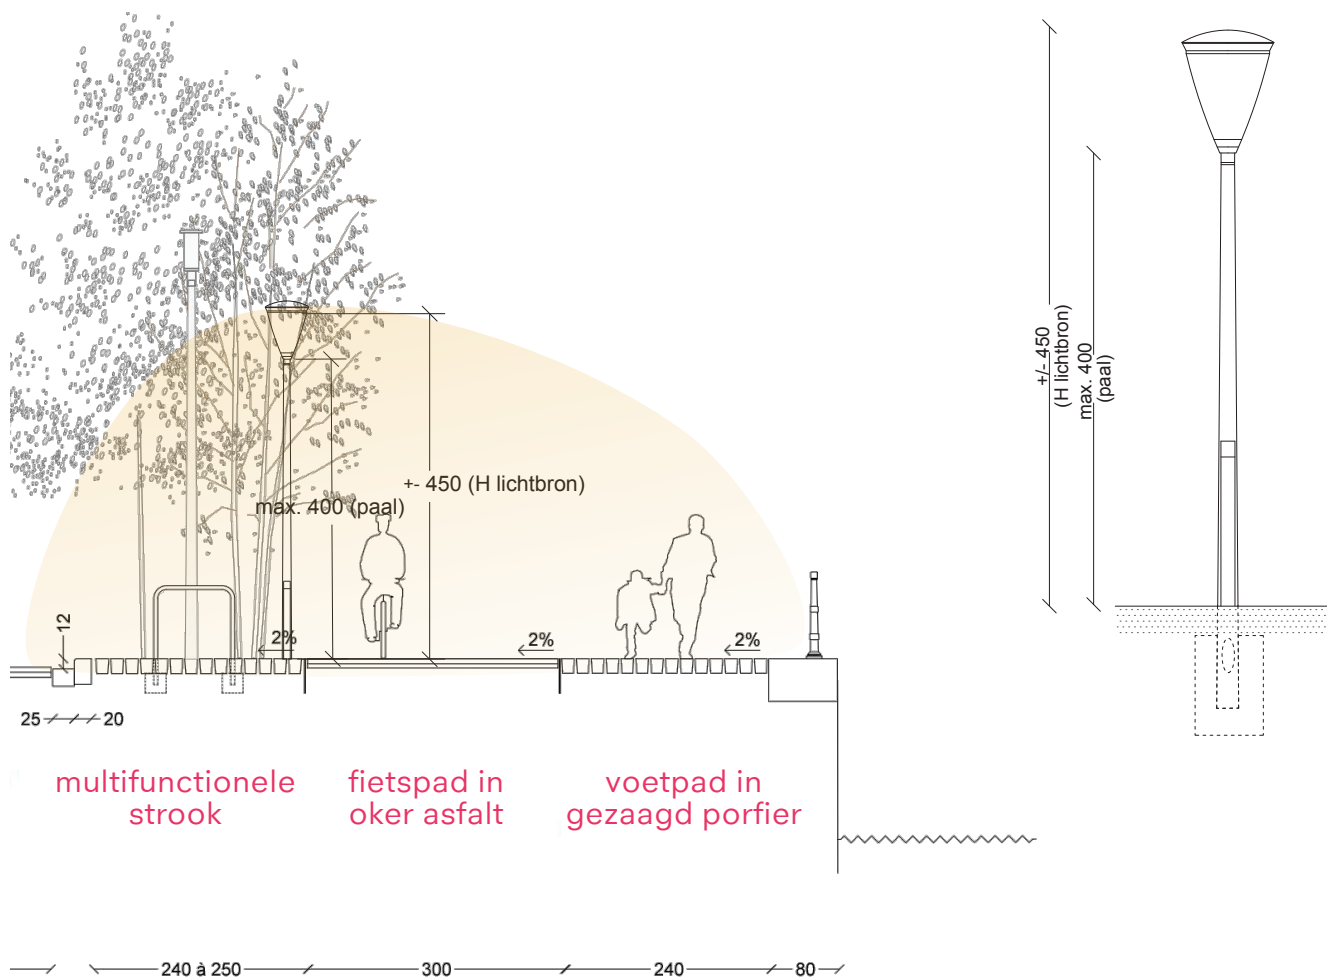 +/- 450
(H lichtbron)
max. 400
(paal)
+- 450 (H lichtbron)
max. 400 (paal)
12
2%
2%
2%
25
20
multifunctionele
strook
fietspad in
oker asfalt
voetpad in
gezaagd porfier
240 à 250
300
240
80